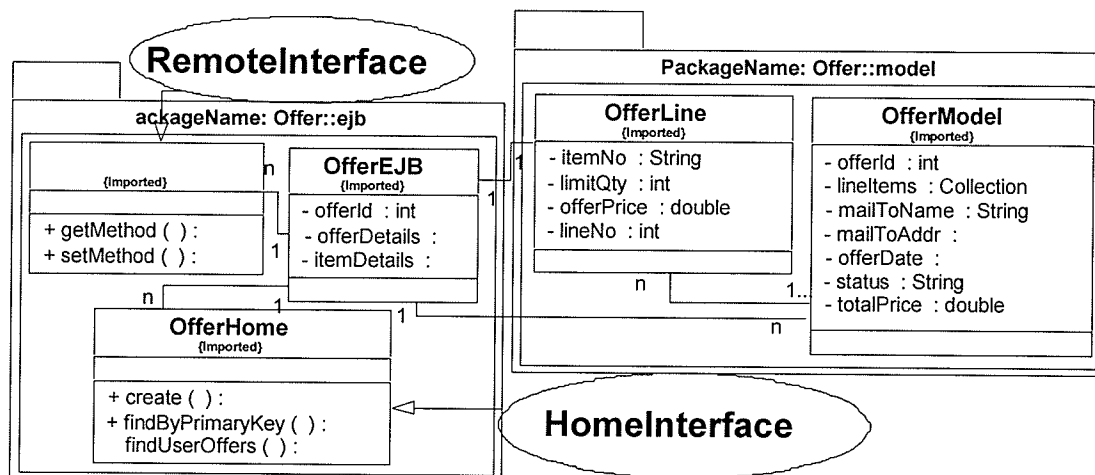 RemoteInterface
ackageName: Offer::ejb
{Imported}
+ getMethod ( ) :
+ setMethod ( ) :
n
1
OfferEJB
{Imported}
- offerId : int
- offerDetails :
- itemDetails :
1
1
n
1
1
n
OfferHome
{Imported}
+ create ( ) :
+ findByPrimaryKey ( ) :
findUserOffers ( ) :
HomeInterface
PackageName: Offer::model
OfferLine
{Imported}
- itemNo : String
- limitQty : int
- offerPrice : double
- lineNo : int
n
1...
OfferModel
{Imported}
- offerId : int
- lineItems : Collection
- mailToName : String
- mailToAddr :
- offerDate :
- status : String
- totalPrice : double